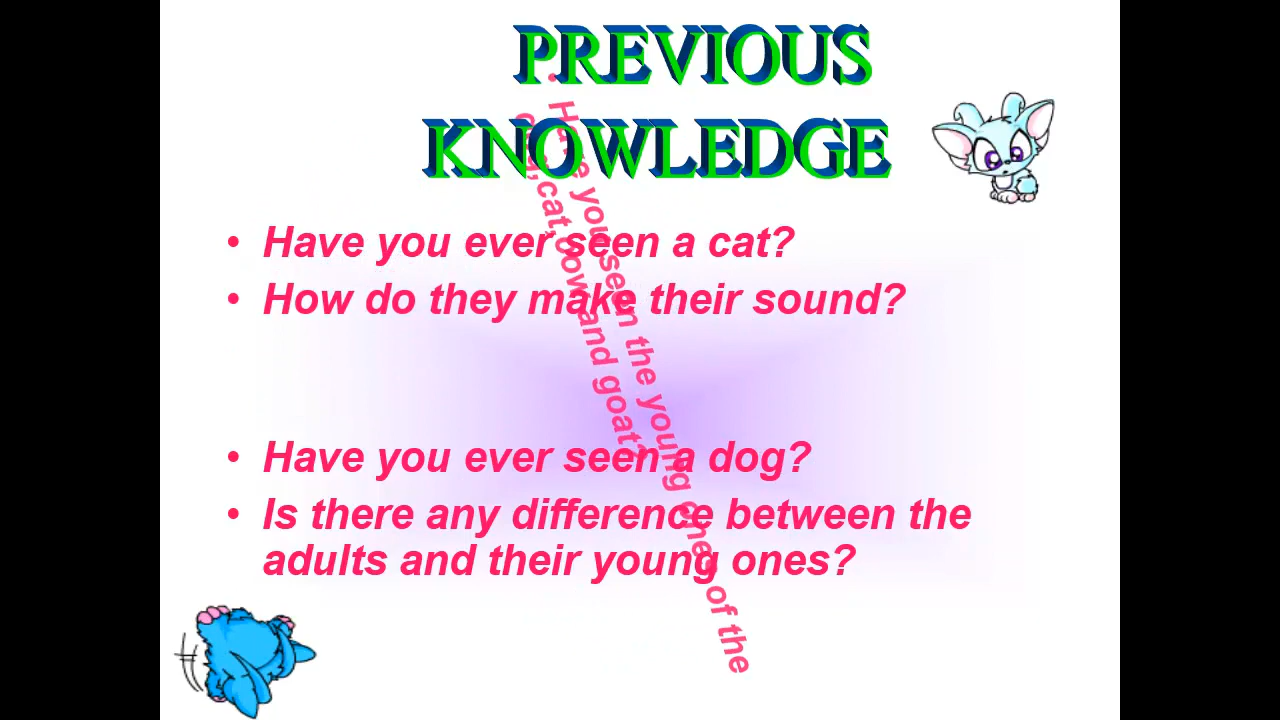 PREVIOUS
KNOWLEDGE
• Have you ever seen a cat?
• How do they make their sound?
• Have you ever seen a dog?
• Is there any difference between the
adults and their young ones?
• Have you seen the young ones of the
dog,cat,cow and goat?